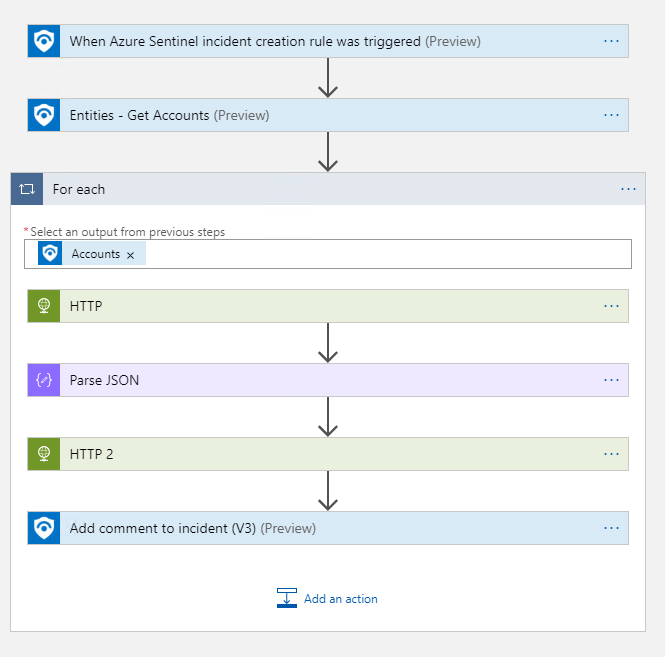 When Azure Sentinel incident creation rule was triggered (Preview)
Entities - Get Accounts (Preview)
For each
*Select an output from previous steps
Accounts ×
HTTP
Parse JSON
HTTP 2
Add comment to incident (V3) (Preview)
Add an action